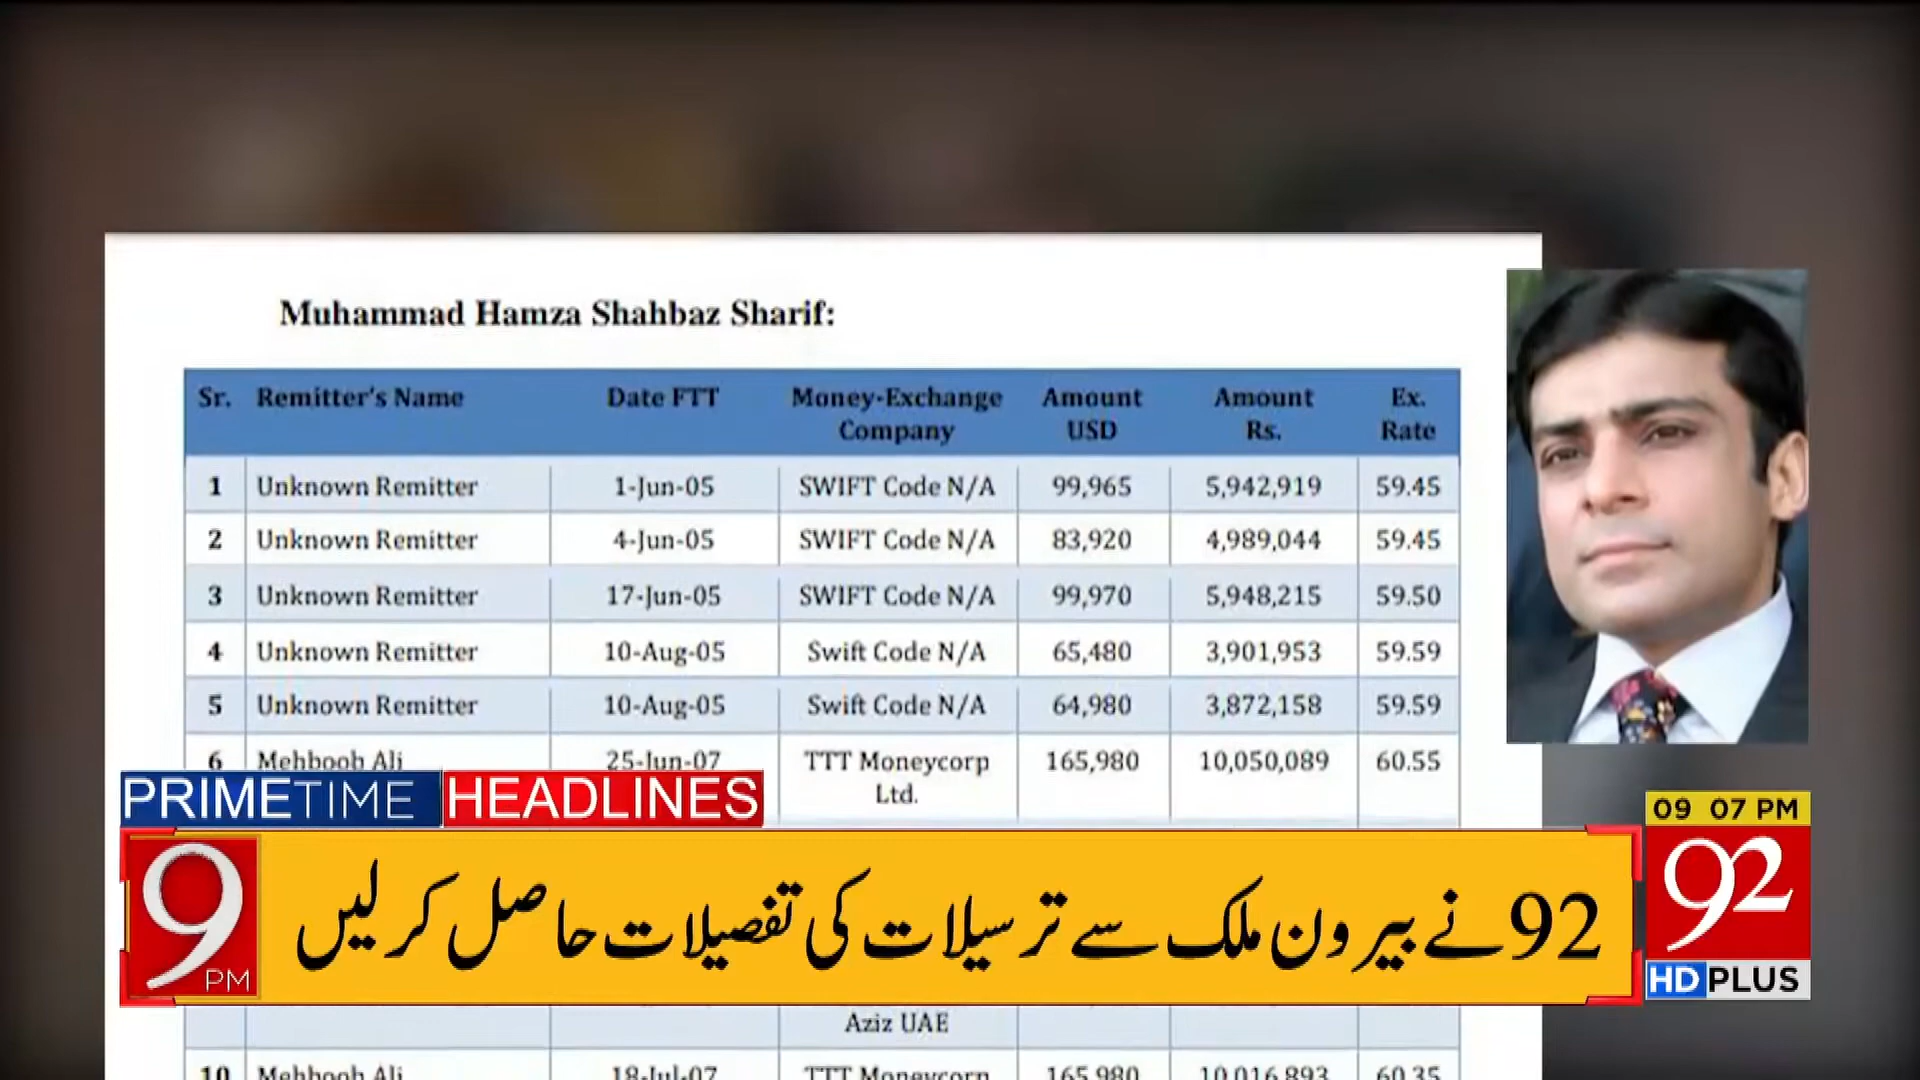 Muhammad Hamza Shahbaz Sharif:
Sr. Remitter's Name Date FTT Money-Exchange Company Amount USD Amount Rs. Ex. Rate
1 Unknown Remitter 1-Jun-05 SWIFT Code N/A 99,965 5,942,919 59.45
2 Unknown Remitter 4-Jun-05 SWIFT Code N/A 83,920 4,989,044 59.45
3 Unknown Remitter 17-Jun-05 SWIFT Code N/A 99,970 5,948,215 59.50
4 Unknown Remitter 10-Aug-05 Swift Code N/A 65,480 3,901,953 59.59
5 Unknown Remitter 10-Aug-05 Swift Code N/A 64,980 3,872,158 59.59
6 Mehboob Ali 25-Jun-07 TTT Moneycorp Ltd. 165,980 10,050,089 60.55
PRIMETIME HEADLINES
9 PM
92 نے بیرون ملک سے ترسیلات کی تفصیلات حاصل کر لیں
09 07 PM
92
HD PLUS
Aziz UAE
10 Mehboob Ali 18-Jul-07 TTT Moneycorp 165,980 10,016,893 60.35